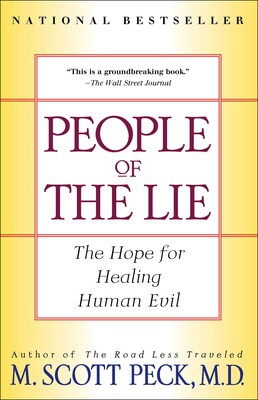 NATIONAL BESTSELLER
"This is a groundbreaking book."
—The Wall Street Journal
PEOPLE
OF
THE LIE
The Hope for
Healing
Human Evil
Author of The Road Less Traveled
M. SCOTT PECK, M.D.